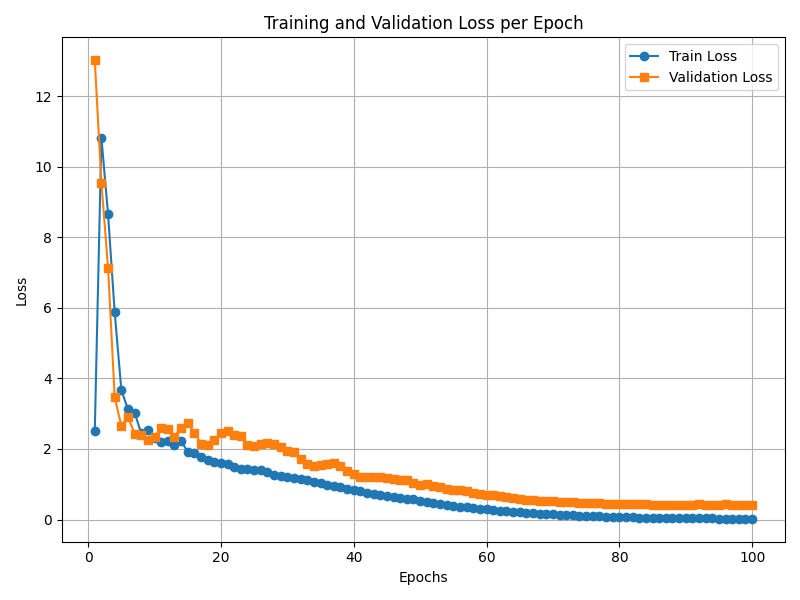 Training and Validation Loss per Epoch
Train Loss
Validation Loss
12
10
8
6
4
2
0
Loss
0 20 40 60 80 100
Epochs